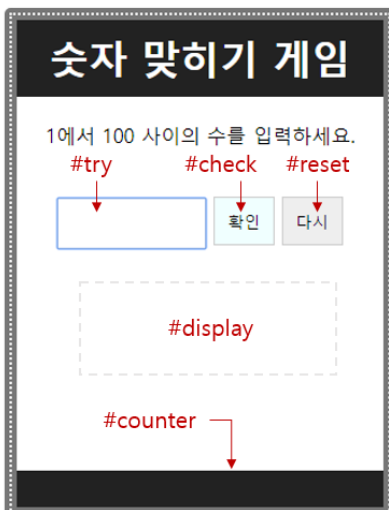 숫자 맞히기 게임
1에서 100 사이의 수를 입력하세요.
#try #check #reset
확인 다시
#display
#counter